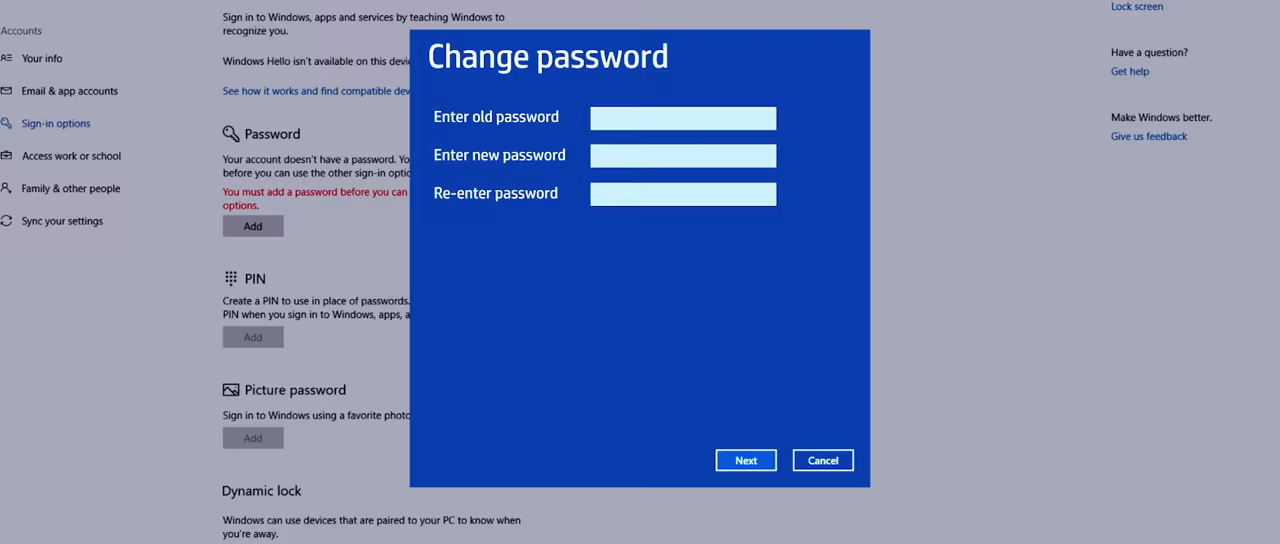 Accounts
Your info
Email & app accounts
Sign-in options
Access work or school
Family & other people
Sync your settings
Sign in to Windows, apps and services by teaching Windows to
recognize you.
Windows Hello isn't available on this devi
See how it works and find compatible dev
Password
Your account doesn't have a password. Yo
before you can use the other sign-in optio
You must add a password before you can
options.
Add
PIN
Create a PIN to use in place of passwords.
PIN when you sign in to Windows, apps, a
Add
Picture password
Sign in to Windows using a favorite photo
Add
Dynamic lock
Windows can use devices that are paired to your PC to know when
you're away.
Change password
Enter old password
Enter new password
Re-enter password
Next
Cancel
Lock screen
Have a question?
Get help
Make Windows better.
Give us feedback